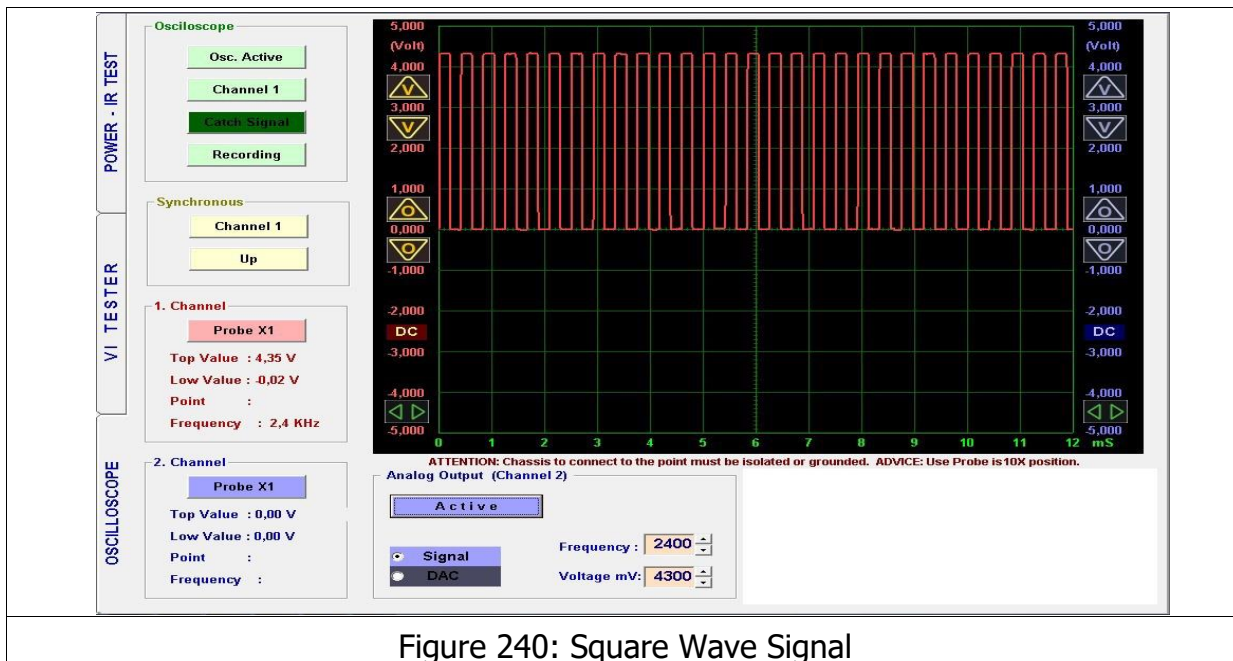 POWER - IR TEST
VI TESTER
OSCILLOSCOPE
Osciloscope
Osc. Active
Channel 1
Catch Signal
Recording
Synchronous
Channel 1
Up
1. Channel
Probe X1
Top Value : 4,35 V
Low Value : -0,02 V
Point :
Frequency : 2,4 KHz
2. Channel
Probe X1
Top Value : 0,00 V
Low Value : 0,00 V
Point :
Frequency :
5,000
(Volt)
4,000
V
3,000
V
2,000
1,000
O
0,000
O
-1,000
-2,000
DC
-3,000
-4,000
-5,000
5,000
(Volt)
4,000
V
3,000
V
2,000
1,000
O
0,000
O
-1,000
-2,000
DC
-3,000
-4,000
-5,000
0 1 2 3 4 5 6 7 8 9 10 11 12 mS
ATTENTION: Chassis to connect to the point must be isolated or grounded. ADVICE: Use Probe is10X position.
Analog Output (Channel 2)
Active
Signal
DAC
Frequency : 2400
Voltage mV: 4300
Figure 240: Square Wave Signal